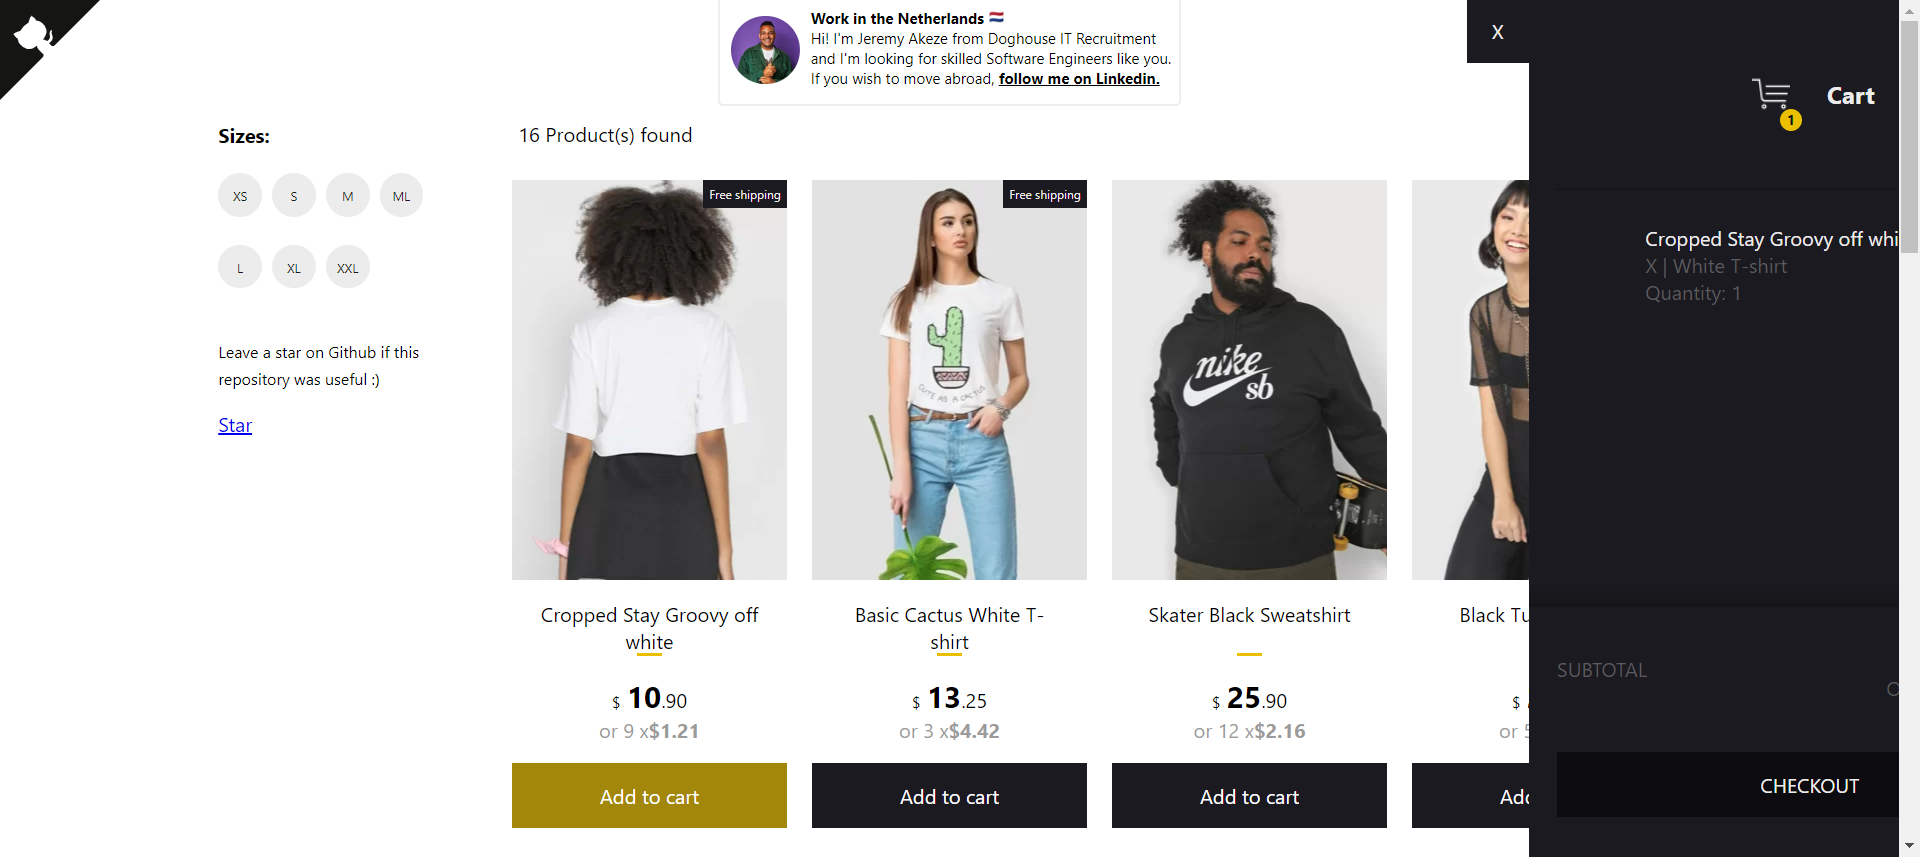 Work in the Netherlands 🇳🇱
Hi! I'm Jeremy Akeze from Doghouse IT Recruitment
and I'm looking for skilled Software Engineers like you.
If you wish to move abroad, follow me on Linkedin.
X
Cart
1
Sizes:
XS
S
M
ML
L
XL
XXL
Leave a star on Github if this
repository was useful :)
Star
16 Product(s) found
Free shipping
Cropped Stay Groovy off
white
$ 10.90
or 9 x$1.21
Add to cart
Free shipping
CUTE AS A CACTUS
Basic Cactus White T-
shirt
$ 13.25
or 3 x$4.42
Add to cart
nike
sb
Skater Black Sweatshirt
$ 25.90
or 12 x$2.16
Add to cart
Black Tu
$
or 5
Add
Cropped Stay Groovy off whi
X | White T-shirt
Quantity: 1
SUBTOTAL
CHECKOUT